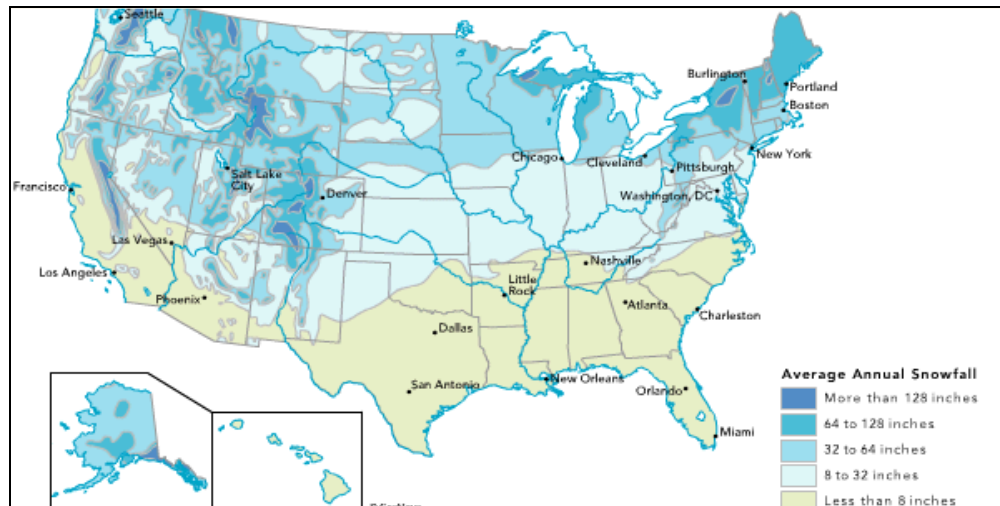 Seattle
Burlington
Portland
Boston
Chicago
Cleveland
New York
Pittsburgh
Salt Lake
City
Denver
Washington, DC
Francisco
Las Vegas
Nashville
Los Angeles
Little
Rock
Phoenix
Atlanta
Charleston
Dallas
San Antonio
New Orleans
Orlando
Miami
Average Annual Snowfall
More than 128 inches
64 to 128 inches
32 to 64 inches
8 to 32 inches
Less than 8 inches